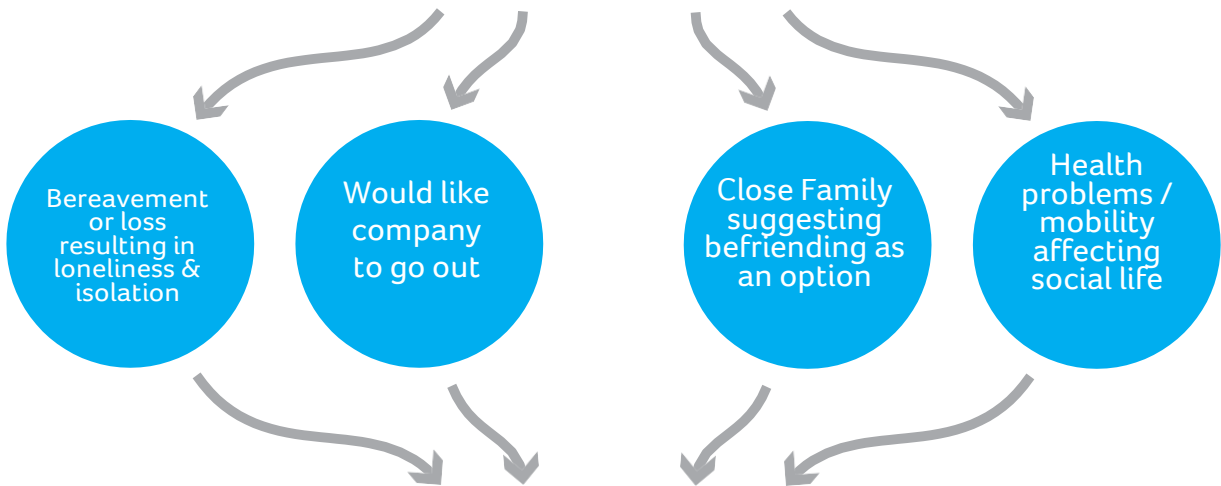 Bereavement
or loss
resulting in
loneliness &
isolation
Would like
company
to go out
Close Family
suggesting
befriending as
an option
Health
problems /
mobility
affecting
social life